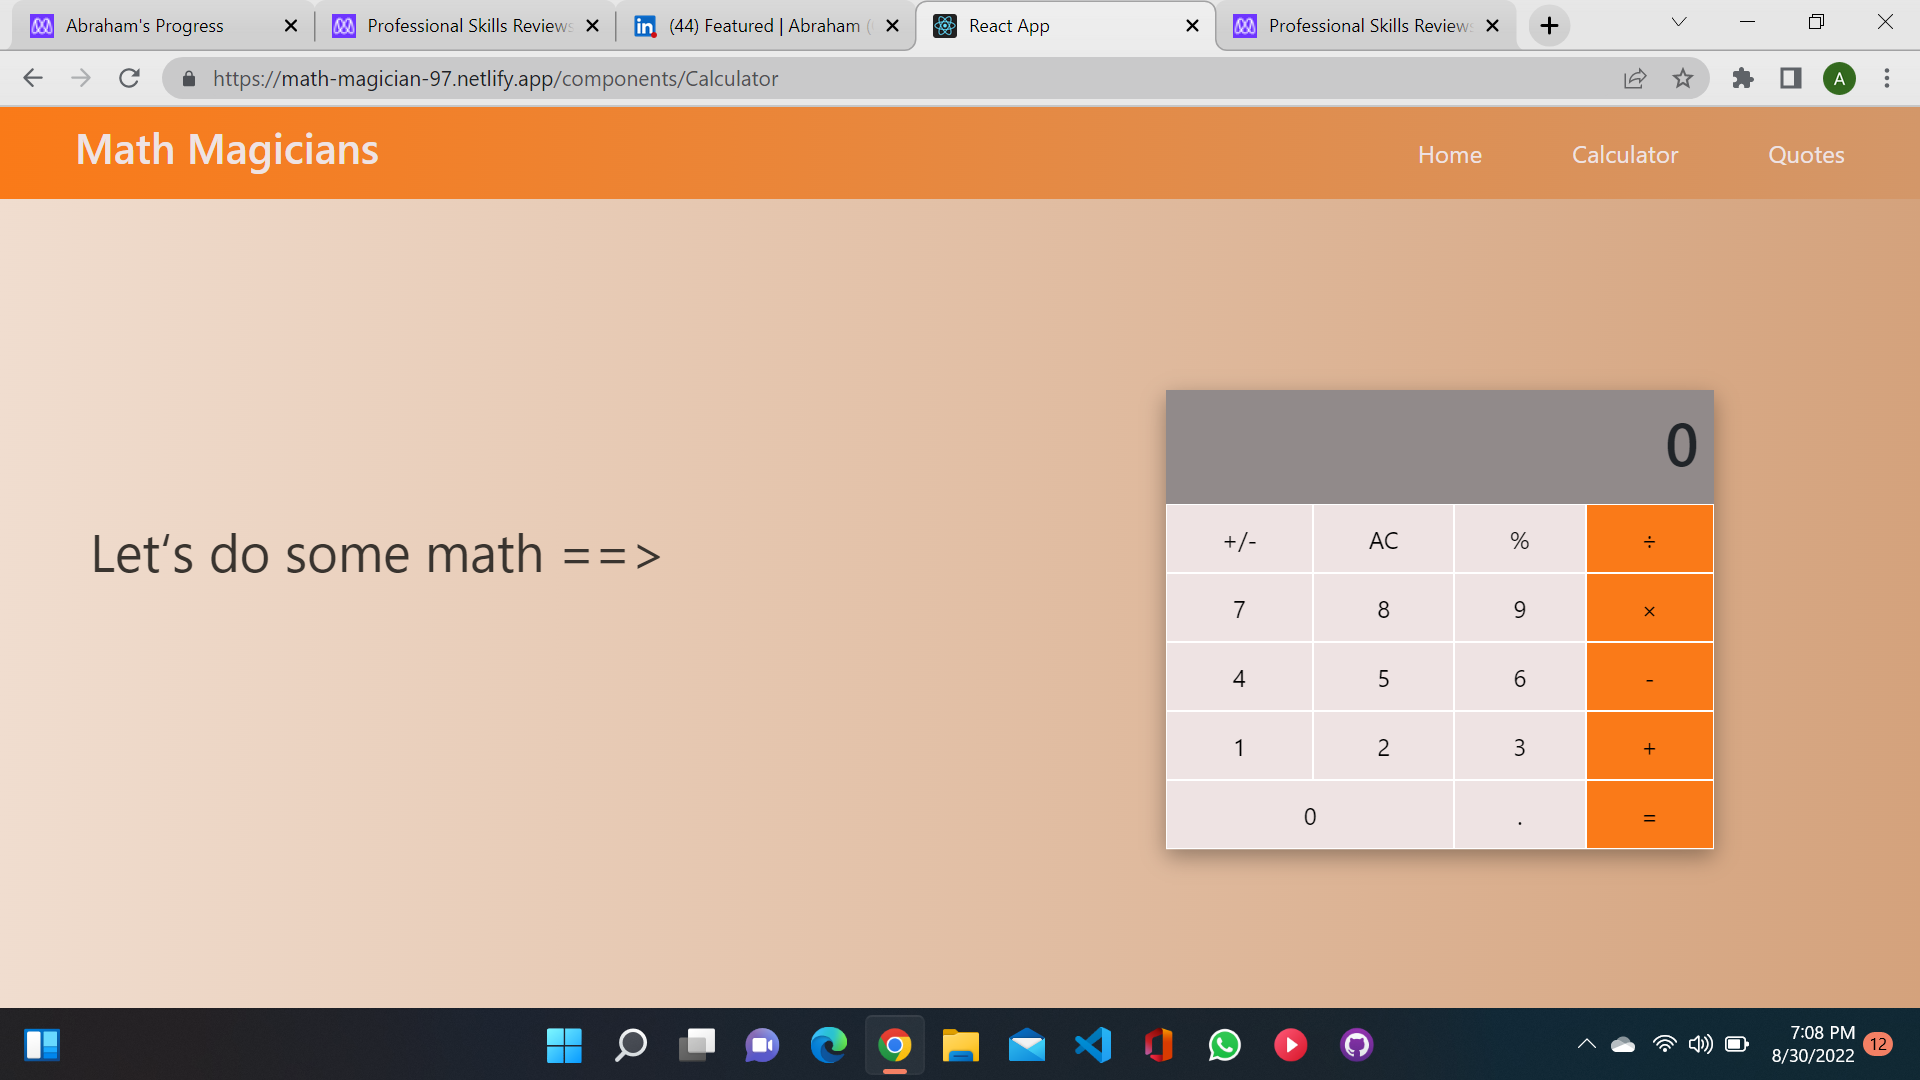 Abraham's Progress
Professional Skills Reviews
(44) Featured | Abraham
React App
Professional Skills Reviews
https://math-magician-97.netlify.app/components/Calculator
A
Math Magicians
Home
Calculator
Quotes
0
Let‘s do some math ==>
+/- AC % ÷
7 8 9 ×
4 5 6 -
1 2 3 +
0 . =
7:08 PM
8/30/2022
12